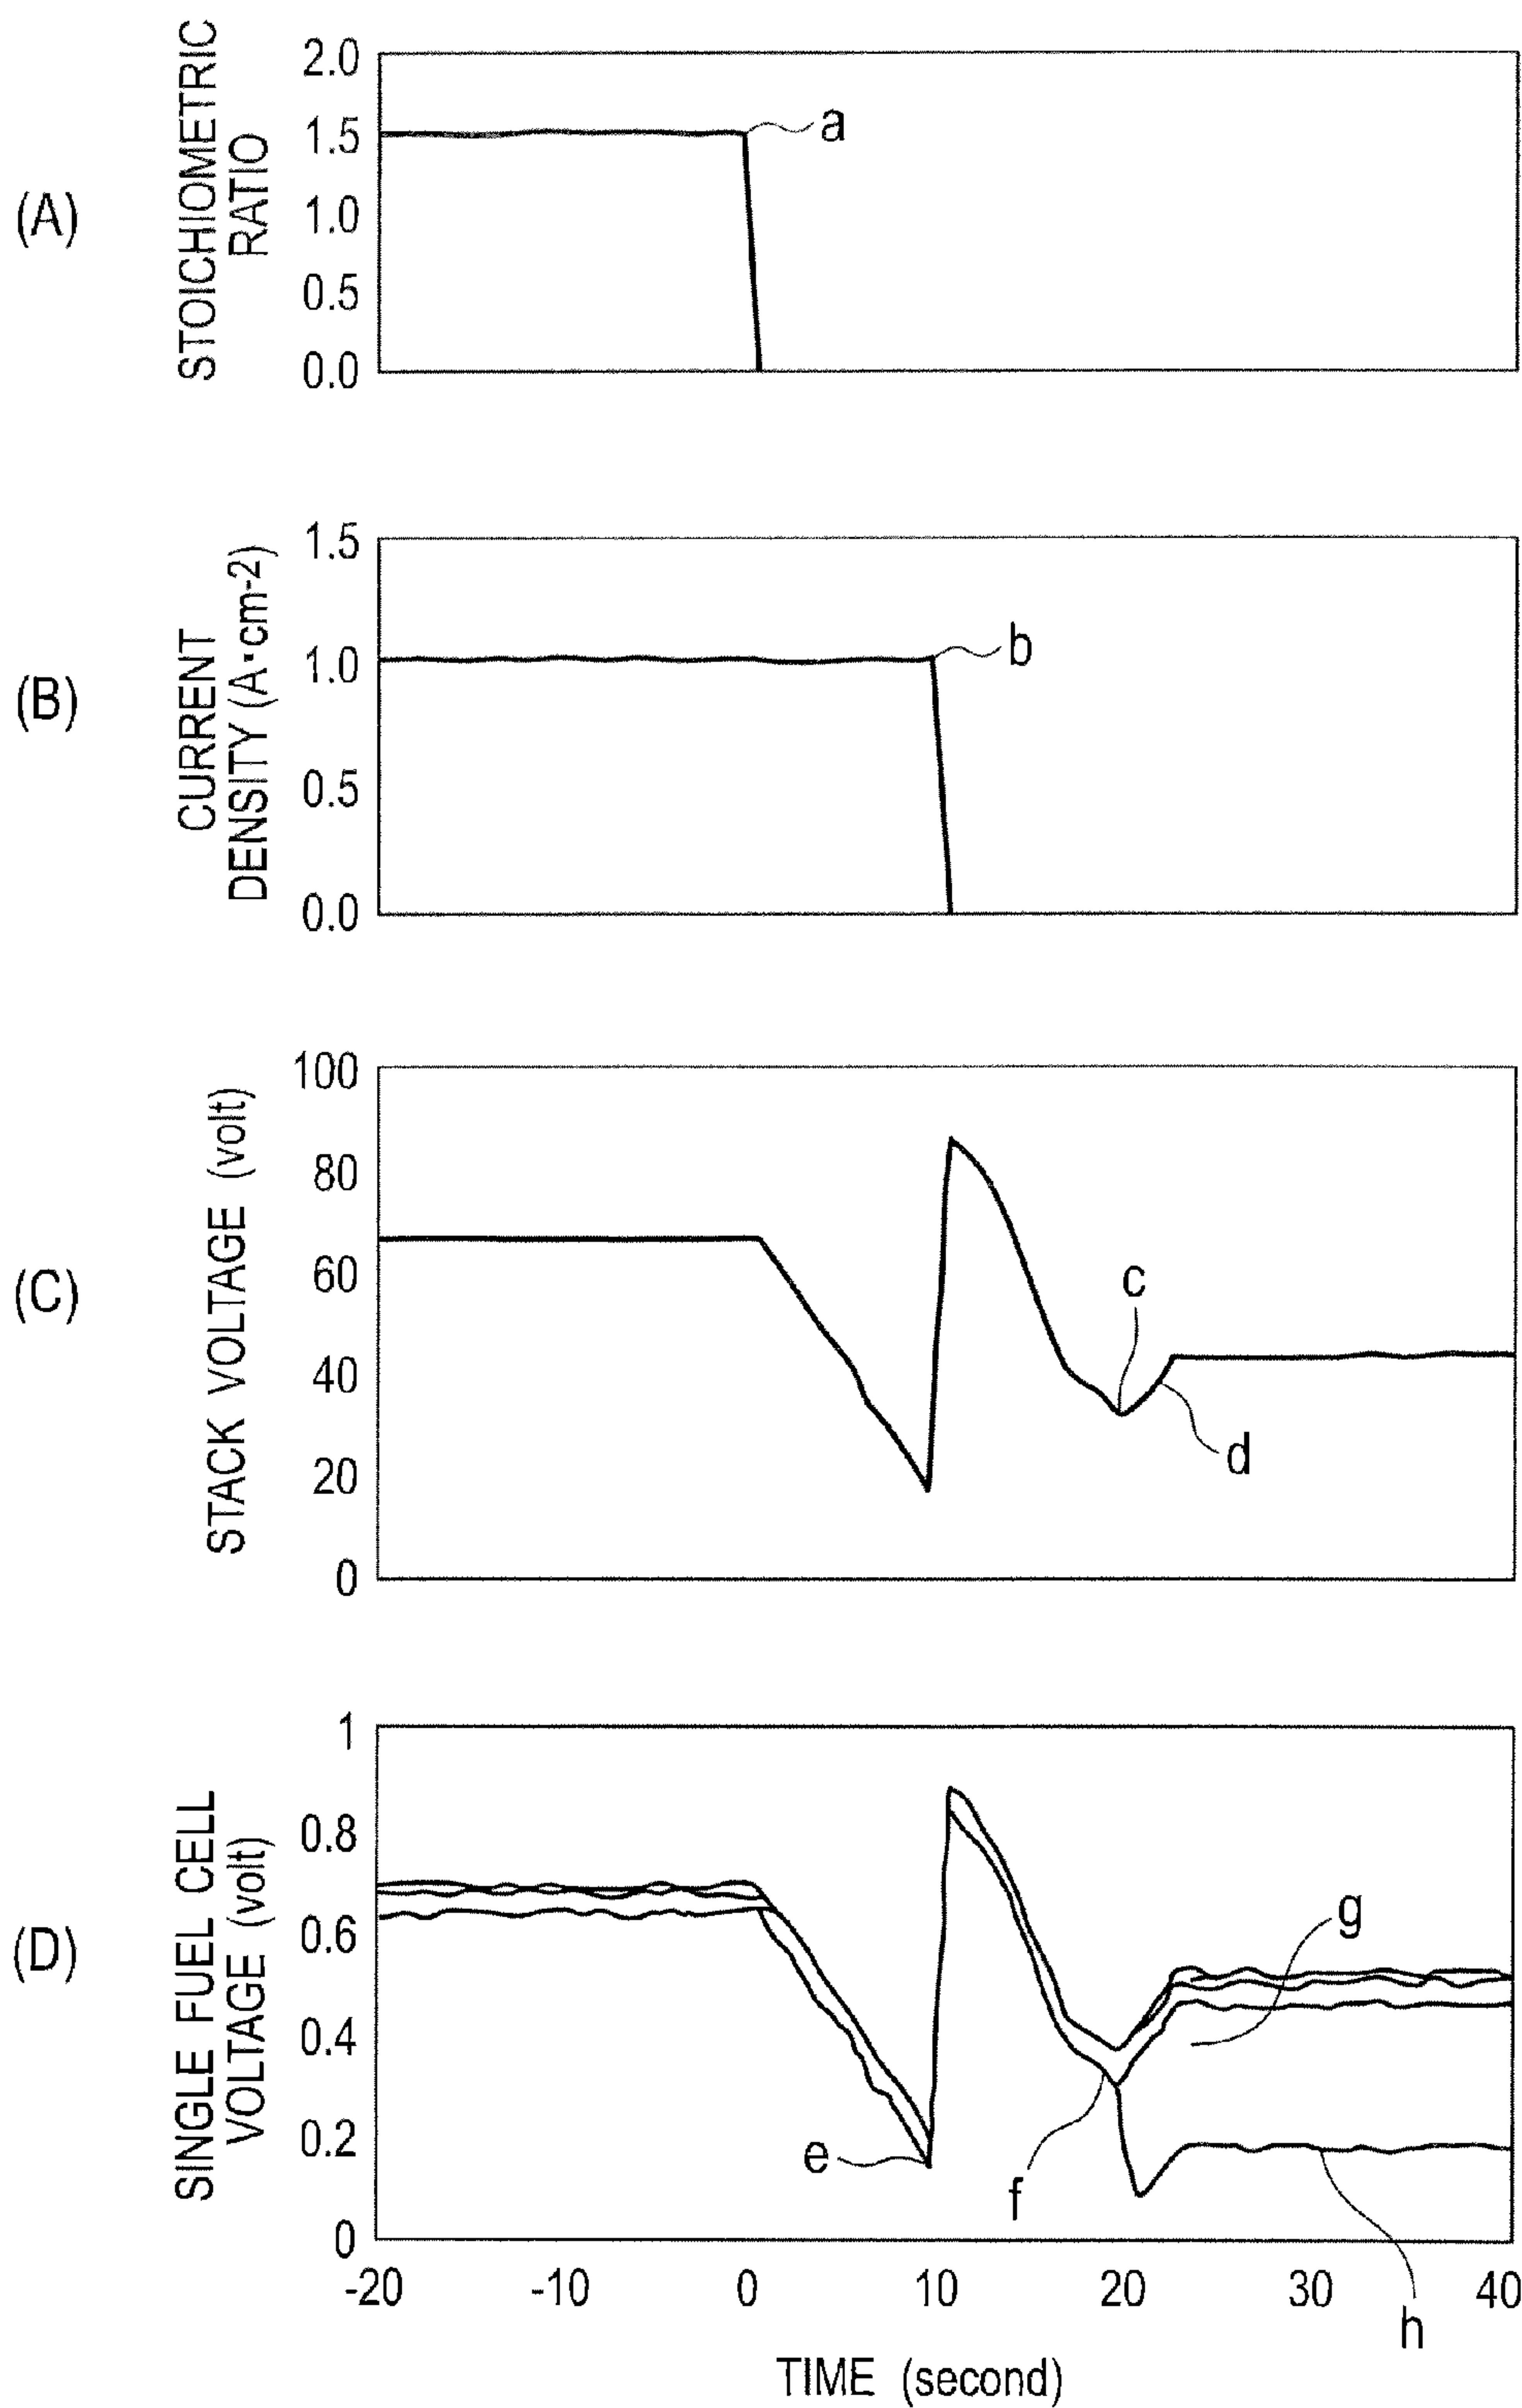 (A)
STOICHIOMETRIC
RATIO
2.0
1.5
1.0
0.5
0.0
a
(B)
CURRENT
DENSITY (A·cm-2)
1.5
1.0
0.5
0.0
b
(C)
STACK VOLTAGE (volt)
100
80
60
40
20
0
c
d
(D)
SINGLE FUEL CELL
VOLTAGE (volt)
1
0.8
0.6
0.4
0.2
0
e
f
g
h
-20 -10 0 10 20 30 40
TIME (second)